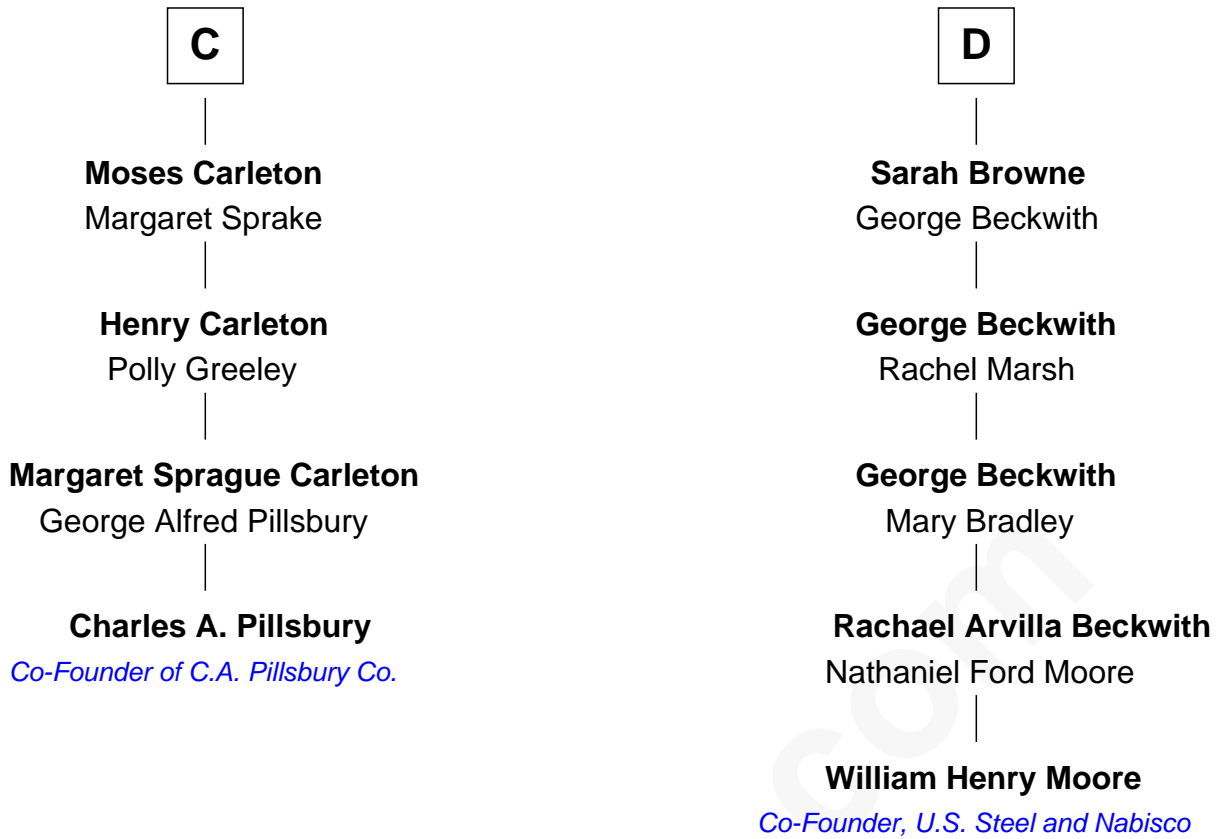 C
Moses Carleton
Margaret Sprake
Henry Carleton
Polly Greeley
Margaret Sprague Carleton
George Alfred Pillsbury
Charles A. Pillsbury
Co-Founder of C.A. Pillsbury Co.
D
Sarah Browne
George Beckwith
George Beckwith
Rachel Marsh
George Beckwith
Mary Bradley
Rachael Arvilla Beckwith
Nathaniel Ford Moore
William Henry Moore
Co-Founder, U.S. Steel and Nabisco
com